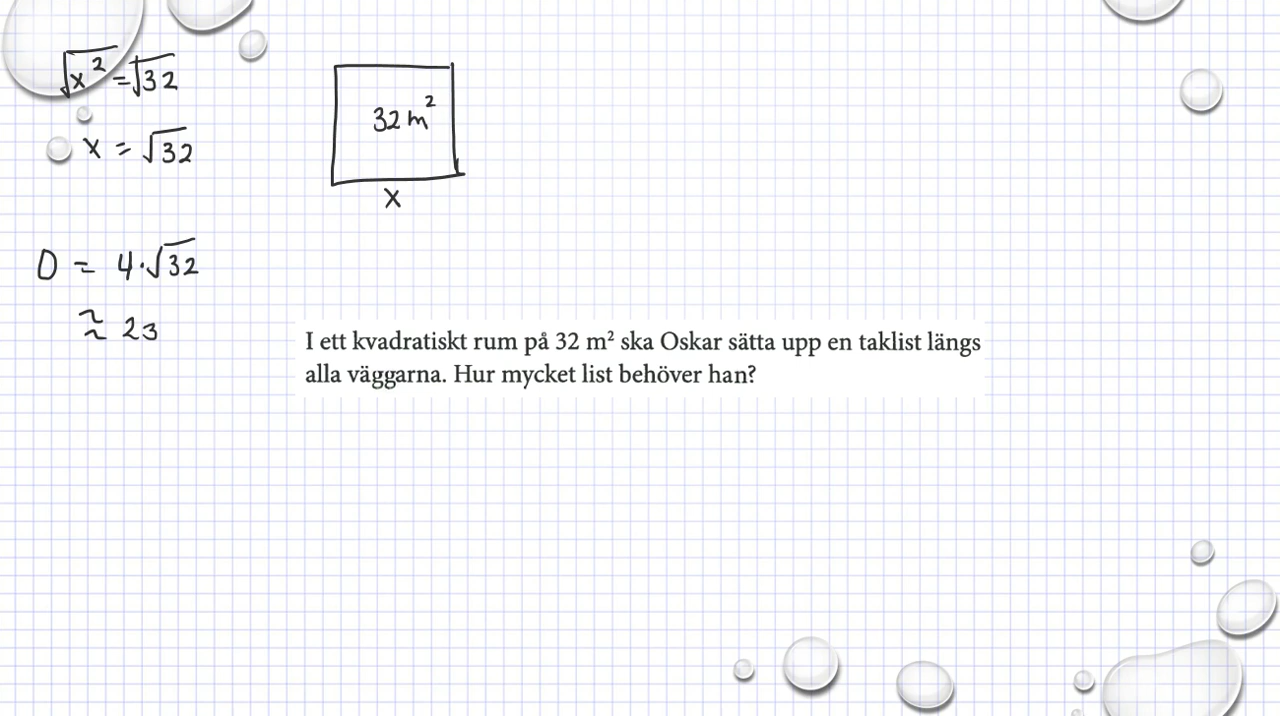 √x² = √32
x = √32
32 m²
x
O = 4·√32
≈ 23
I ett kvadratiskt rum på 32 m² ska Oskar sätta upp en taklist längs
alla väggarna. Hur mycket list behöver han?